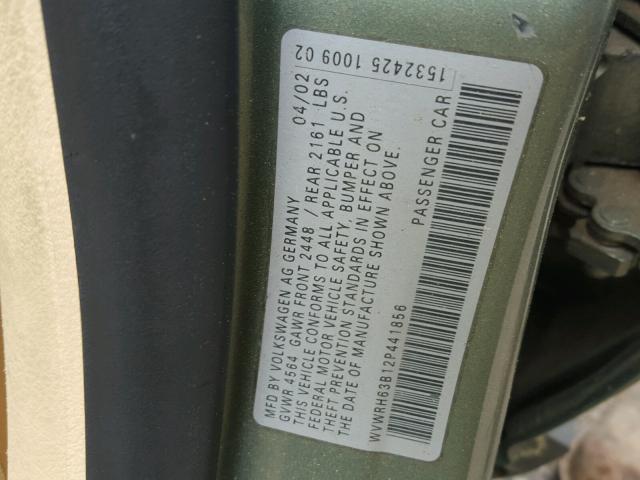 1532425 1009 02
MFD BY VOLKSWAGEN AG GERMANY 04/02
GVWR 4564 GAWR FRONT 2448 / REAR 2161 LBS
THIS VEHICLE CONFORMS TO ALL APPLICABLE U.S.
FEDERAL MOTOR VEHICLE SAFETY, BUMPER AND
THEFT PREVENTION STANDARDS IN EFFECT ON
THE DATE OF MANUFACTURE SHOWN ABOVE.
WVWRH63B12P441856 PASSENGER CAR